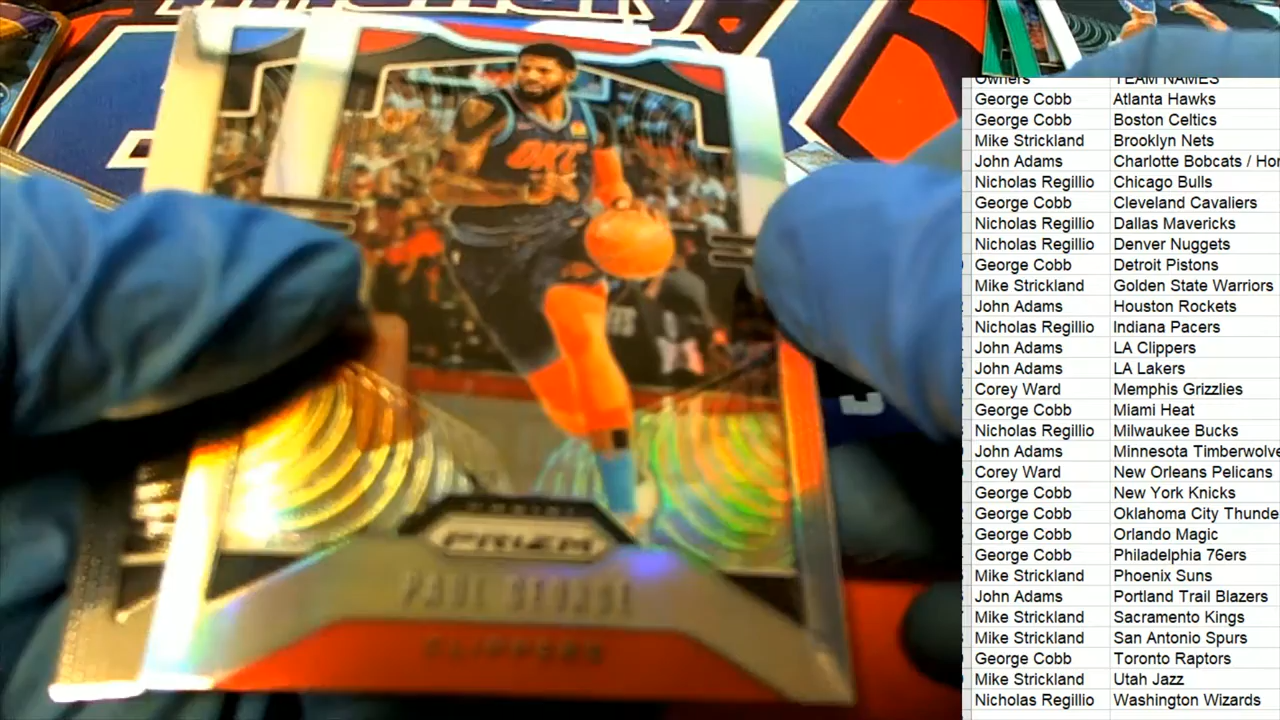 OKC
PANINI
PRIZM
PAUL GEORGE
CLIPPERS
Owners TEAM NAMES
George Cobb Atlanta Hawks
George Cobb Boston Celtics
Mike Strickland Brooklyn Nets
John Adams Charlotte Bobcats / Hor
Nicholas Regillio Chicago Bulls
George Cobb Cleveland Cavaliers
Nicholas Regillio Dallas Mavericks
Nicholas Regillio Denver Nuggets
George Cobb Detroit Pistons
Mike Strickland Golden State Warriors
John Adams Houston Rockets
Nicholas Regillio Indiana Pacers
John Adams LA Clippers
John Adams LA Lakers
Corey Ward Memphis Grizzlies
George Cobb Miami Heat
Nicholas Regillio Milwaukee Bucks
John Adams Minnesota Timberwolve
Corey Ward New Orleans Pelicans
George Cobb New York Knicks
George Cobb Oklahoma City Thunde
George Cobb Orlando Magic
George Cobb Philadelphia 76ers
Mike Strickland Phoenix Suns
John Adams Portland Trail Blazers
Mike Strickland Sacramento Kings
Mike Strickland San Antonio Spurs
George Cobb Toronto Raptors
Mike Strickland Utah Jazz
Nicholas Regillio Washington Wizards